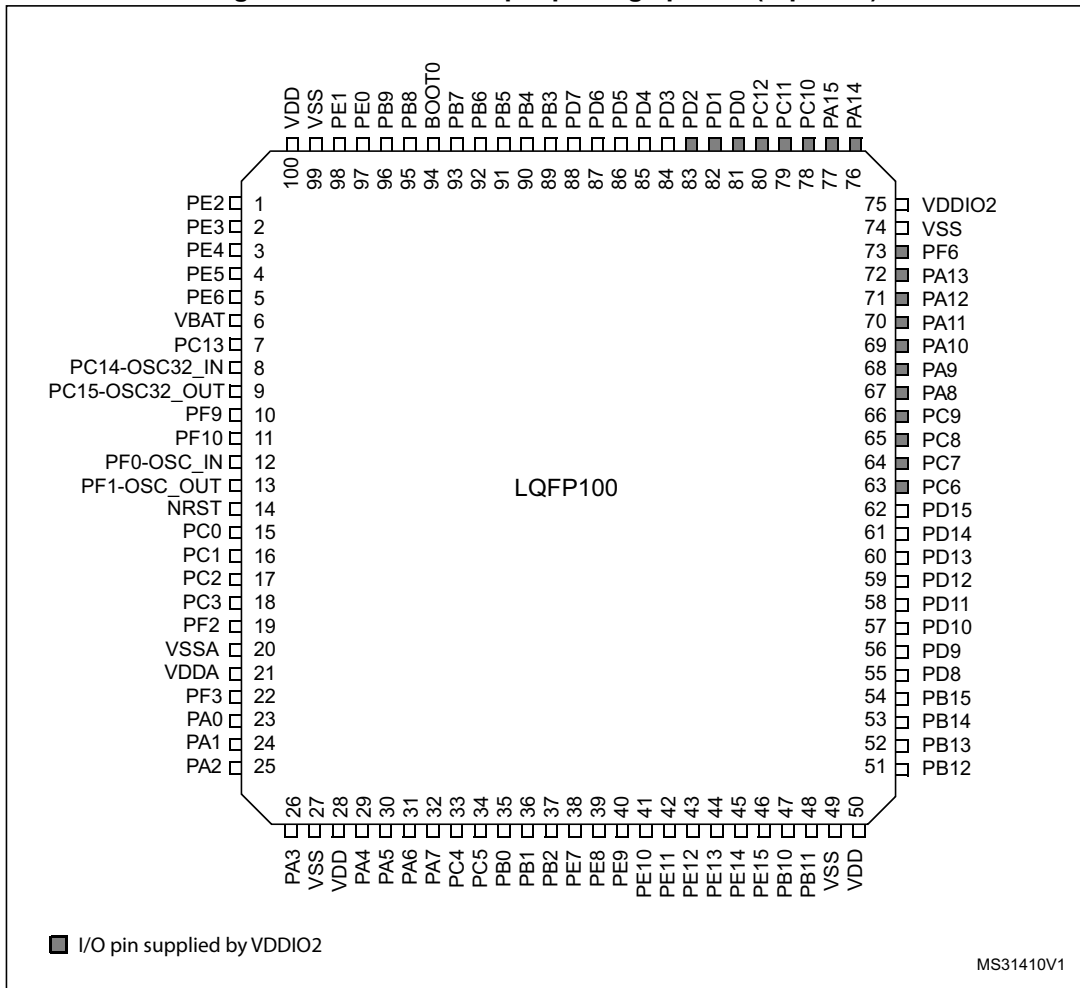 VDD
VSS
PE1
PE0
PB9
PB8
BOOT0
PB7
PB6
PB5
PB4
PB3
PD7
PD6
PD5
PD4
PD3
PD2
PD1
PD0
PC12
PC11
PC10
PA15
PA14
100
99
98
97
96
95
94
93
92
91
90
89
88
87
86
85
84
83
82
81
80
79
78
77
76
PE2 1
PE3 2
PE4 3
PE5 4
PE6 5
VBAT 6
PC13 7
PC14-OSC32_IN 8
PC15-OSC32_OUT 9
PF9 10
PF10 11
PF0-OSC_IN 12
PF1-OSC_OUT 13
NRST 14
PC0 15
PC1 16
PC2 17
PC3 18
PF2 19
VSSA 20
VDDA 21
PF3 22
PA0 23
PA1 24
PA2 25
LQFP100
75 VDDIO2
74 VSS
73 PF6
72 PA13
71 PA12
70 PA11
69 PA10
68 PA9
67 PA8
66 PC9
65 PC8
64 PC7
63 PC6
62 PD15
61 PD14
60 PD13
59 PD12
58 PD11
57 PD10
56 PD9
55 PD8
54 PB15
53 PB14
52 PB13
51 PB12
26
27
28
29
30
31
32
33
34
35
36
37
38
39
40
41
42
43
44
45
46
47
48
49
50
PA3
VSS
VDD
PA4
PA5
PA6
PA7
PC4
PC5
PB0
PB1
PB2
PE7
PE8
PE9
PE10
PE11
PE12
PE13
PE14
PE15
PB10
PB11
VSS
VDD
I/O pin supplied by VDDIO2
MS31410V1